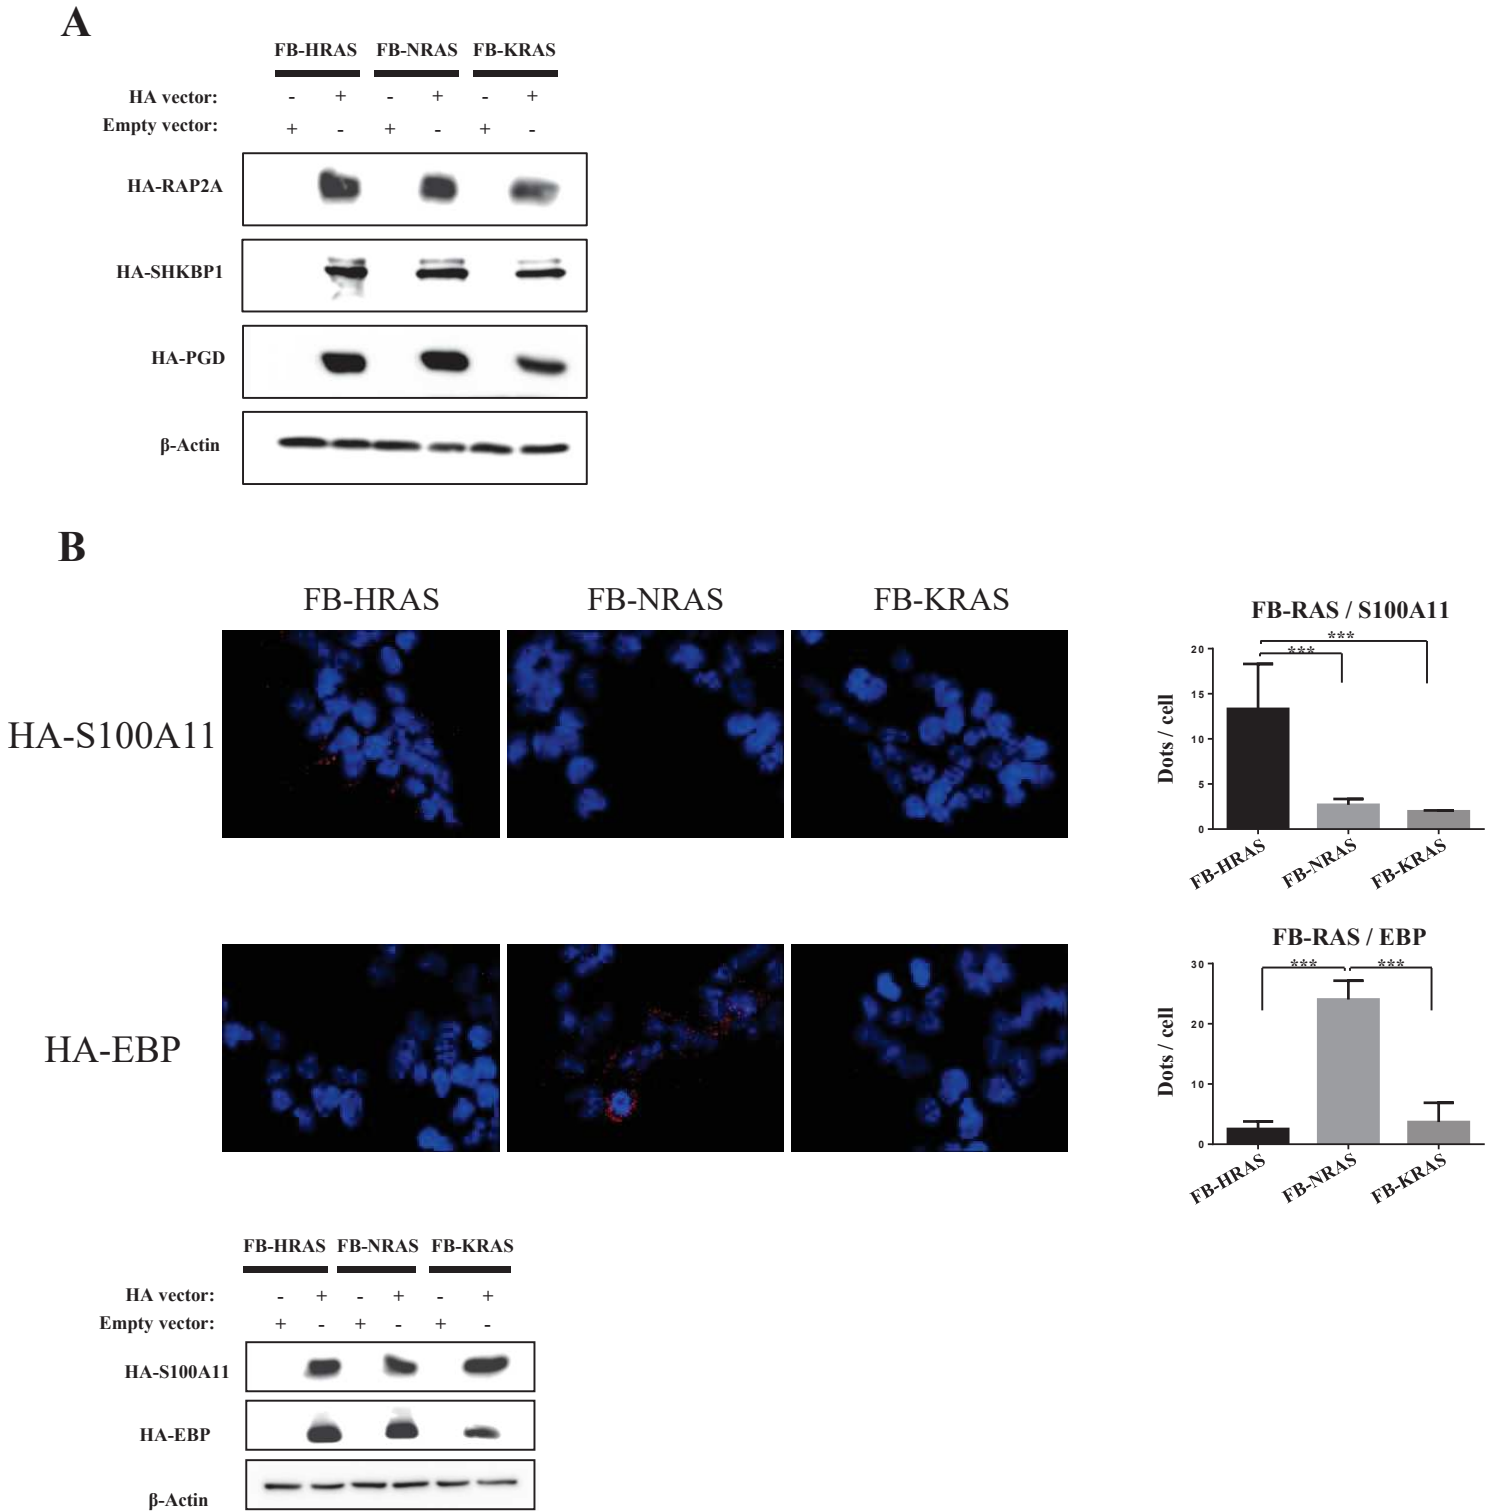 A
FB-HRAS FB-NRAS FB-KRAS
HA vector: - + - + - +
Empty vector: + - + - + -
HA-RAP2A
HA-SHKBP1
HA-PGD
β-Actin
B
FB-HRAS FB-NRAS FB-KRAS
HA-S100A11
FB-RAS / S100A11
***
***
20
15
10
5
0
Dots / cell
FB-HRAS FB-NRAS FB-KRAS
HA-EBP
FB-RAS / EBP
*** ***
30
20
10
0
Dots / cell
FB-HRAS FB-NRAS FB-KRAS
FB-HRAS FB-NRAS FB-KRAS
HA vector: - + - + - +
Empty vector: + - + - + -
HA-S100A11
HA-EBP
β-Actin